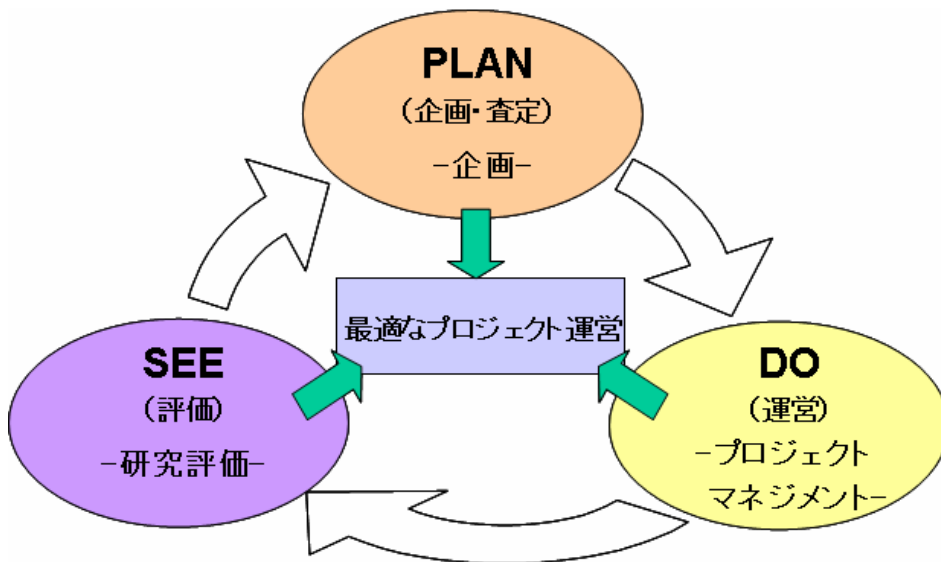 PLAN
(企画・査定)
−企画−
最適なプロジェクト運営
SEE
(評価)
−研究評価−
DO
(運営)
−プロジェクト
マネジメント−